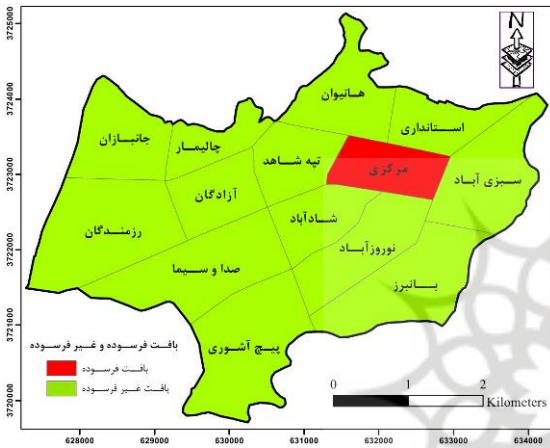 3725000
3724000
3723000
3722000
3721000
3720000
N
هانیوان
استانداری
جانبازان
چالیمار
تپه شاهد
مرکزی
سبزی آباد
آزادگان
شادآباد
رزمندگان
نوروزآباد
صدا و سیما
بانبرز
پیچ آشوری
بافت فرسوده و غیر فرسوده
بافت فرسوده
بافت غیر فرسوده
0 1 2
Kilometers
628000 629000 630000 631000 632000 633000 634000